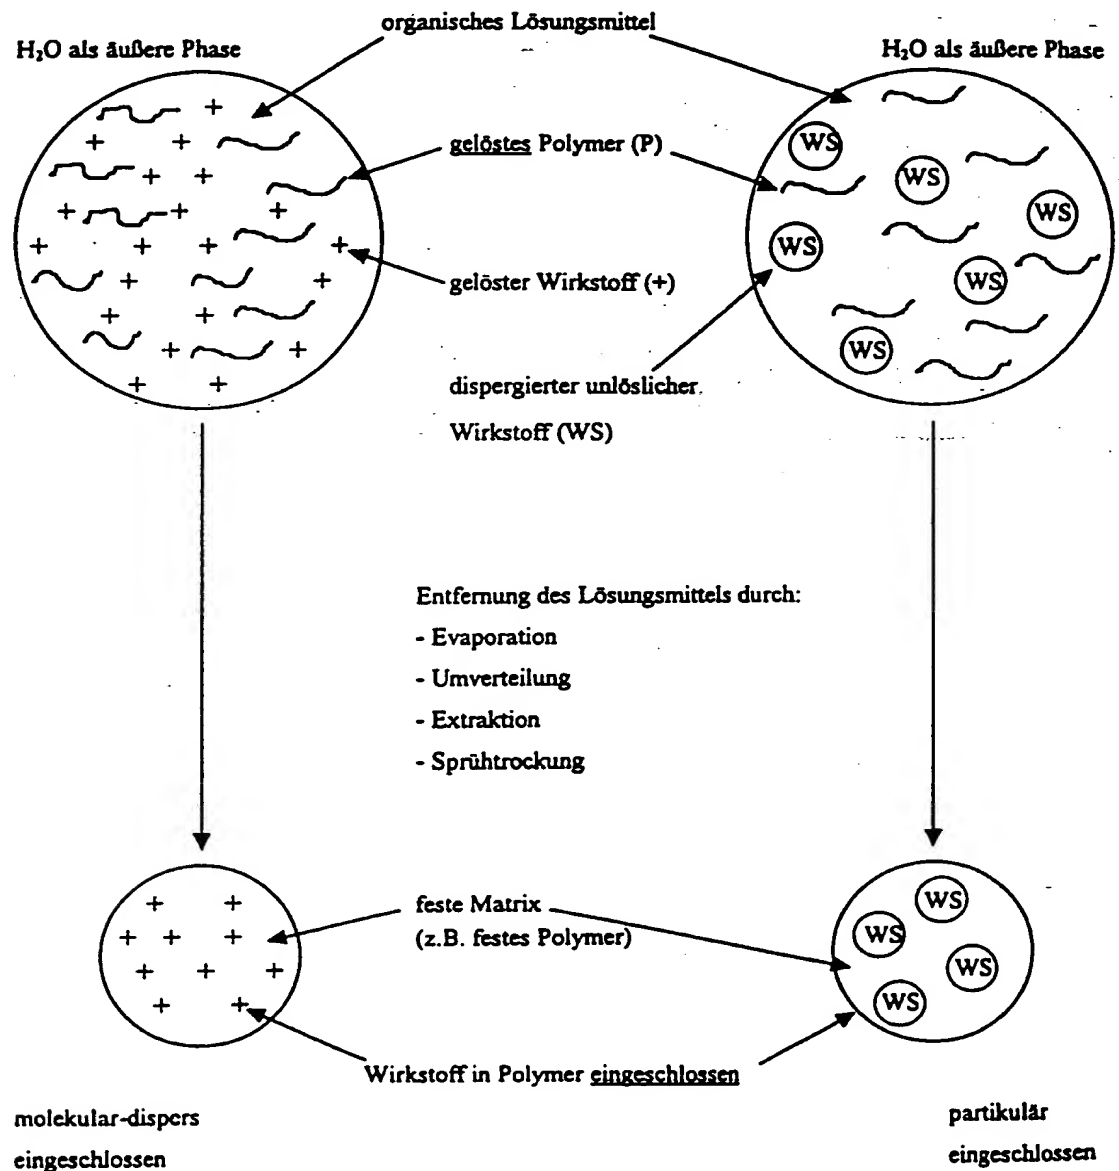 organisches Lösungsmittel
H₂O als äußere Phase
H₂O als äußere Phase
+
+ +
WS
gelöstes Polymer (P)
+ +
WS
+ + +
WS
+ + + +
WS
+ +
gelöster Wirkstoff (+)
WS
+ +
+ +
WS
+ +
dispergierter unlöslicher
Wirkstoff (WS)
Entfernung des Lösungsmittels durch:
- Evaporation
- Umverteilung
- Extraktion
- Sprühtrockung
+ +
WS
feste Matrix
+ + +
WS
(z.B. festes Polymer)
+ + +
WS
+ +
WS
Wirkstoff in Polymer eingeschlossen
molekular-dispers
eingeschlossen
partikulär
eingeschlossen